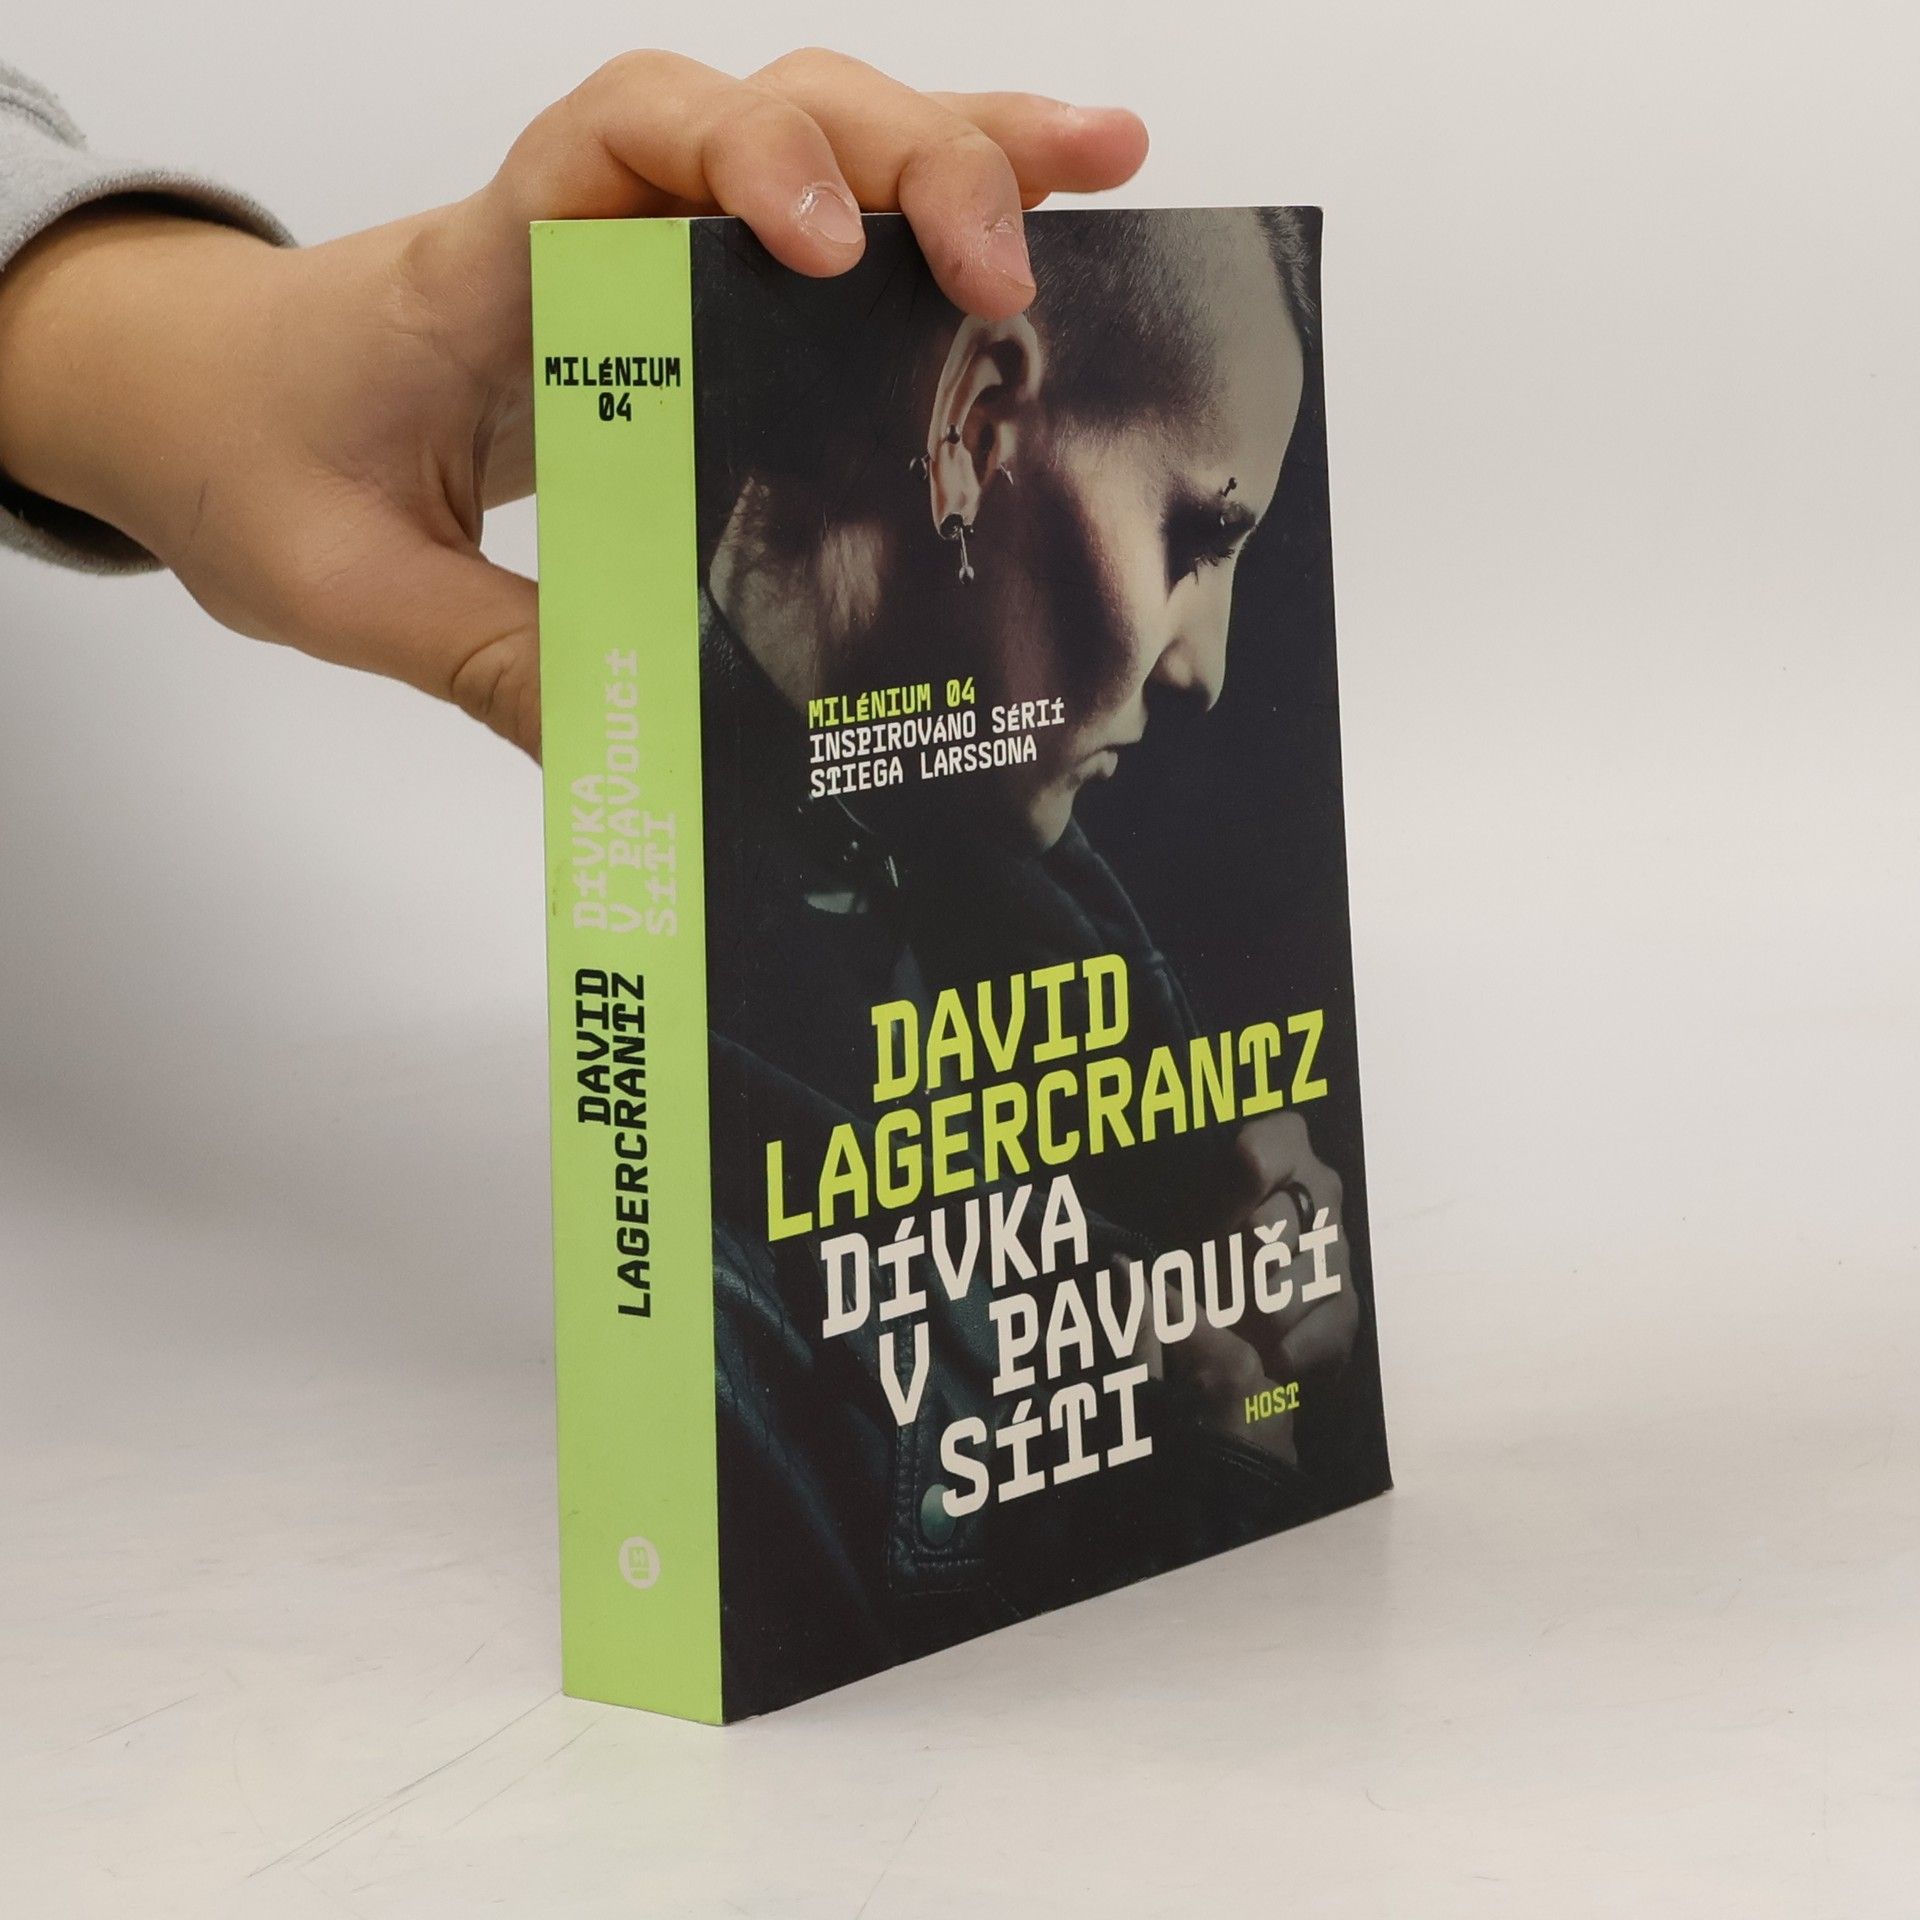 MILÉNIUM
04
DÍVKA
V PAVOUČÍ
SÍTI
DAVID
LAGERCRANTZ
H
MILÉNIUM 04
INSPIROVÁNO SÉRIÍ
STIEGA LARSSONA
DAVID
LAGERCRANTZ
DÍVKA
V PAVOUČÍ
SÍTI
HOST